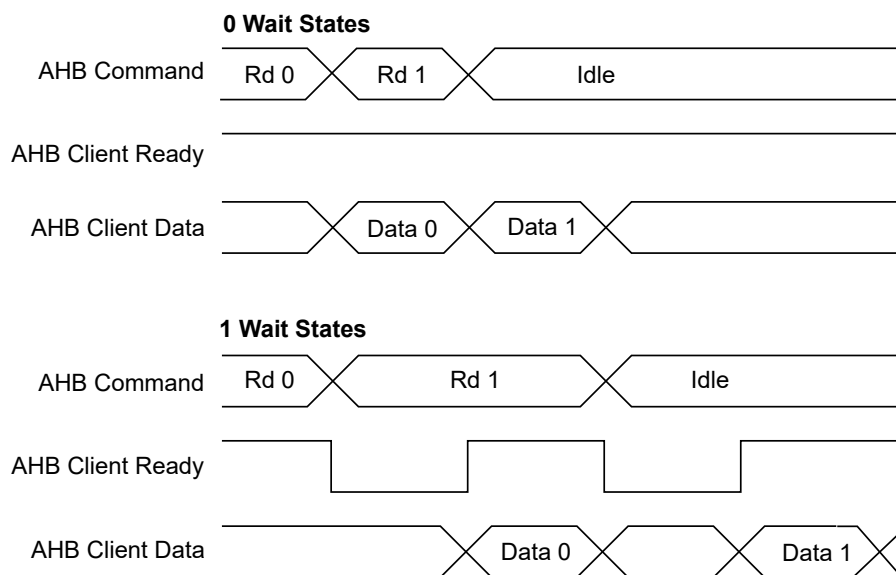 0 Wait States
AHB Command Rd 0 Rd 1 Idle
AHB Client Ready
AHB Client Data Data 0 Data 1
1 Wait States
AHB Command Rd 0 Rd 1 Idle
AHB Client Ready
AHB Client Data Data 0 Data 1